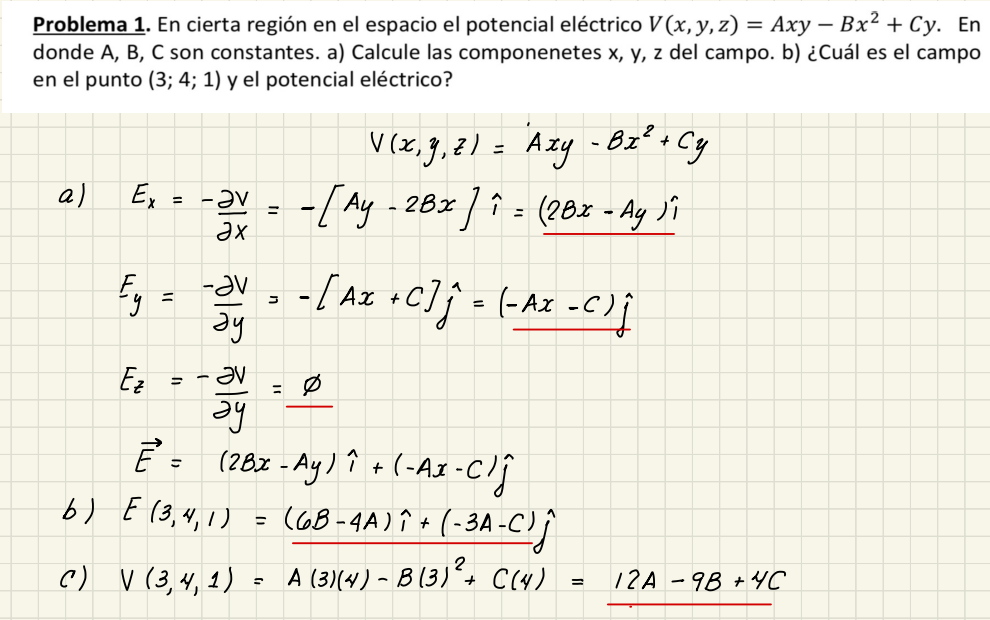 Problema 1. En cierta región en el espacio el potencial eléctrico V(x, y, z) = Axy − Bx² + Cy. En
donde A, B, C son constantes. a) Calcule las componenetes x, y, z del campo. b) ¿Cuál es el campo
en el punto (3; 4; 1) y el potencial eléctrico?
V(x,y,z) = Axy - Bx² + Cy
a) Ex = -∂V/∂x = -[Ay - 2Bx] î = (2Bx - Ay) î
Ey = -∂V/∂y = -[Ax + C] ĵ = (-Ax - C) ĵ
Ez = -∂V/∂y = ∅
E⃗ = (2Bx - Ay) î + (-Ax - C) ĵ
b) E (3,4,1) = (6B - 4A) î + (-3A - C) ĵ
c) V (3,4,1) = A(3)(4) - B(3)² + C(4) = 12A - 9B + 4C